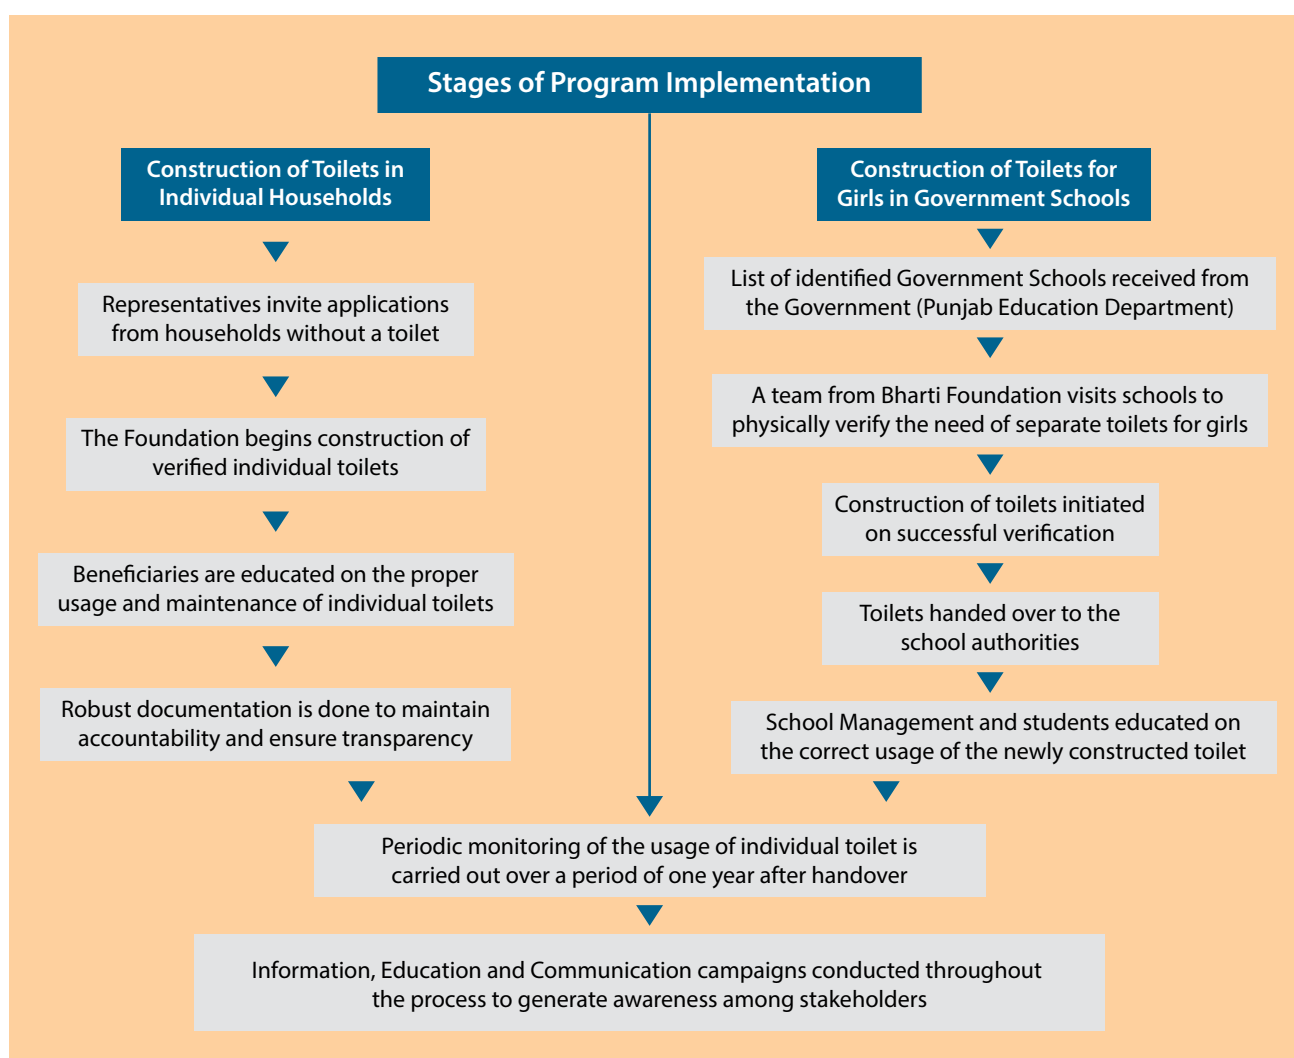 Stages of Program Implementation
Construction of Toilets in
Individual Households
Representatives invite applications
from households without a toilet
The Foundation begins construction of
verified individual toilets
Beneficiaries are educated on the proper
usage and maintenance of individual toilets
Robust documentation is done to maintain
accountability and ensure transparency
Construction of Toilets for
Girls in Government Schools
List of identified Government Schools received from
the Government (Punjab Education Department)
A team from Bharti Foundation visits schools to
physically verify the need of separate toilets for girls
Construction of toilets initiated
on successful verification
Toilets handed over to the
school authorities
School Management and students educated on
the correct usage of the newly constructed toilet
Periodic monitoring of the usage of individual toilet is
carried out over a period of one year after handover
Information, Education and Communication campaigns conducted throughout
the process to generate awareness among stakeholders